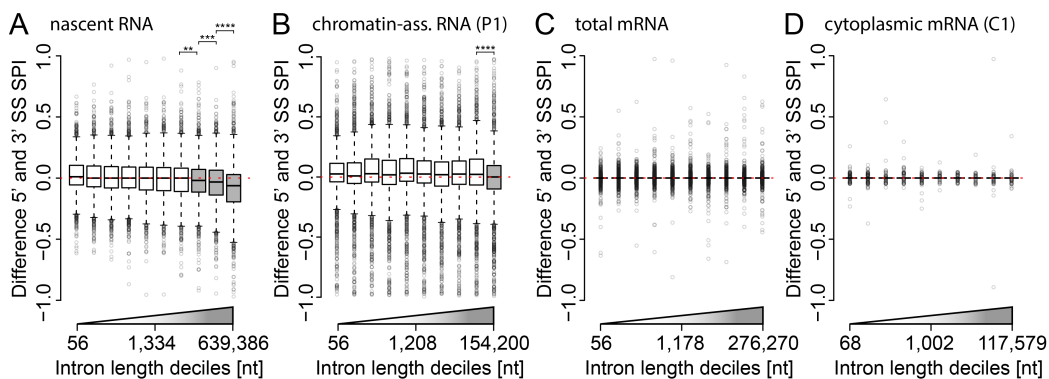 A nascent RNA
B chromatin-ass. RNA (P1)
C total mRNA
D cytoplasmic mRNA (C1)
** *** ****
****
Difference 5' and 3' SS SPI
1.0
0.5
0.0
−0.5
−1.0
56 1,334 639,386
Intron length deciles [nt]
Difference 5' and 3' SS SPI
1.0
0.5
0.0
−0.5
−1.0
56 1,208 154,200
Intron length deciles [nt]
Difference 5' and 3' SS SPI
1.0
0.5
0.0
−0.5
−1.0
56 1,178 276,270
Intron length deciles [nt]
Difference 5' and 3' SS SPI
1.0
0.5
0.0
−0.5
−1.0
68 1,002 117,579
Intron length deciles [nt]